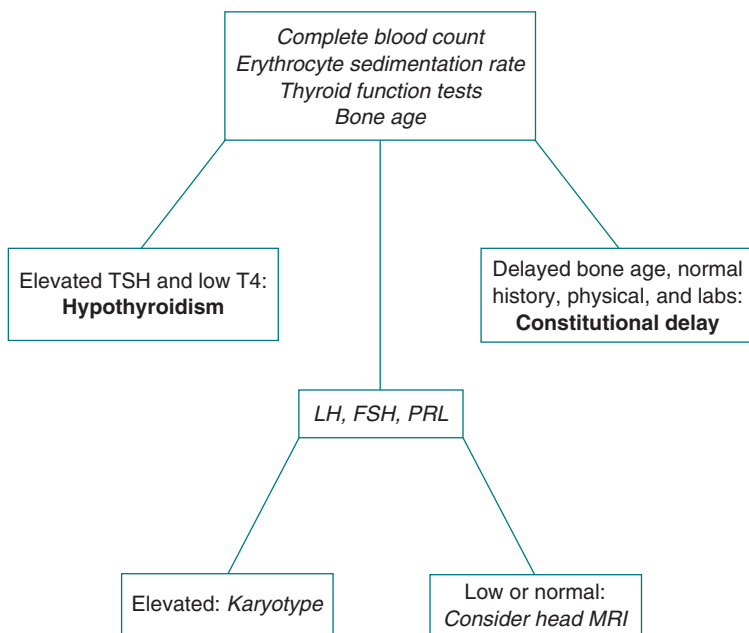 Complete blood count
Erythrocyte sedimentation rate
Thyroid function tests
Bone age
Elevated TSH and low T4:
Hypothyroidism
Delayed bone age, normal
history, physical, and labs:
Constitutional delay
LH, FSH, PRL
Elevated: Karyotype
Low or normal:
Consider head MRI